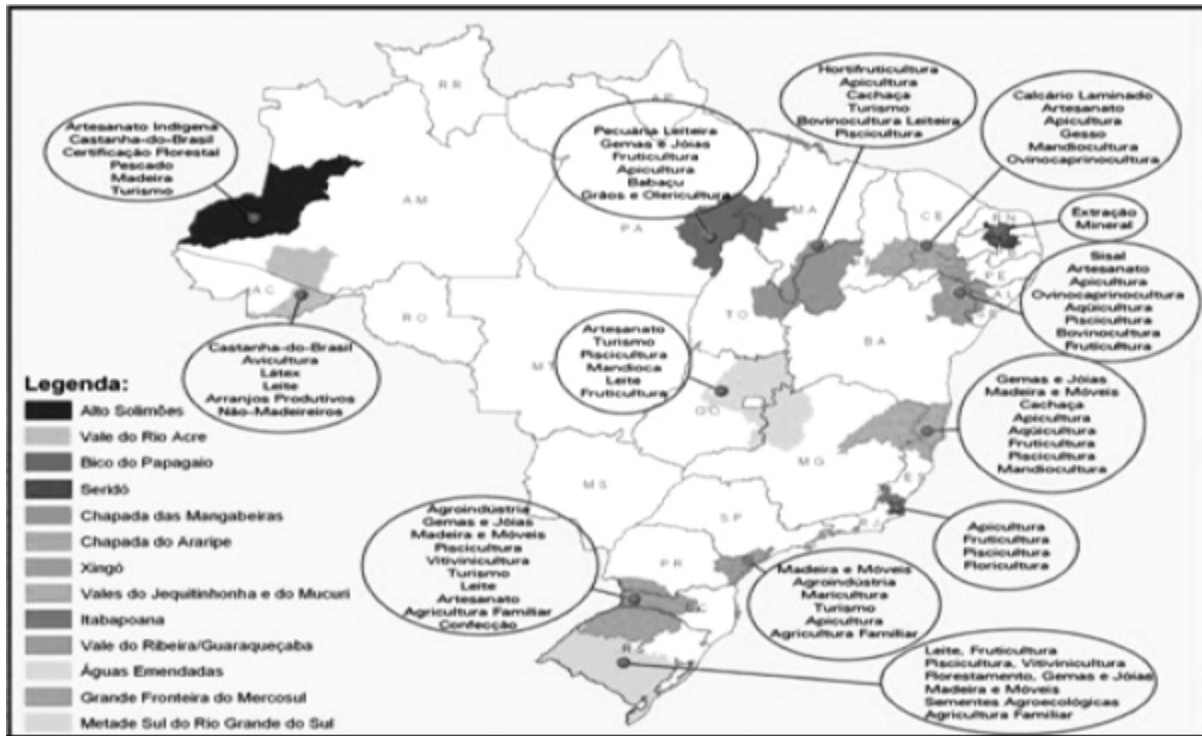 Hortifruticultura
Apicultura
Cachaça
Turismo
Bovinocultura Leiteira
Piscicultura
Calcário Laminado
Artesanato
Apicultura
Gesso
Mandiocultura
Ovinocaprinocultura
Artesanato Indígena
Castanha-do-Brasil
Certificação Florestal
Pescado
Madeira
Turismo
Pecuária Leiteira
Gemas e Jóias
Fruticultura
Apicultura
Babaçu
Grãos e Olericultura
Extração
Mineral
Sisal
Artesanato
Apicultura
Ovinocaprinocultura
Aqüicultura
Piscicultura
Bovinocultura
Fruticultura
Castanha-do-Brasil
Avicultura
Látex
Leite
Arranjos Produtivos
Não-Madeireiros
Artesanato
Turismo
Piscicultura
Mandioca
Leite
Fruticultura
Gemas e Jóias
Madeira e Móveis
Cachaça
Apicultura
Aqüicultura
Fruticultura
Piscicultura
Mandiocultura
Agroindústria
Gemas e Jóias
Madeira e Móveis
Piscicultura
Vitivinicultura
Turismo
Leite
Artesanato
Agricultura Familiar
Confecção
Apicultura
Fruticultura
Piscicultura
Floricultura
Madeira e Móveis
Agroindústria
Maricultura
Turismo
Apicultura
Agricultura Familiar
Leite, Fruticultura
Piscicultura, Vitivinicultura
Florestamento, Gemas e Jóias
Madeira e Móveis
Sementes Agroecológicas
Agricultura Familiar
RR
AM
PA
MA
CE
RN
PE
AL
AC
RO
TO
BA
GO
MG
MS
SP
RJ
PR
SC
RS
Legenda:
Alto Solimões
Vale do Rio Acre
Bico do Papagaio
Seridó
Chapada das Mangabeiras
Chapada do Araripe
Xingó
Vales do Jequitinhonha e do Mucuri
Itabapoana
Vale do Ribeira/Guaraqueçaba
Águas Emendadas
Grande Fronteira do Mercosul
Metade Sul do Rio Grande do Sul